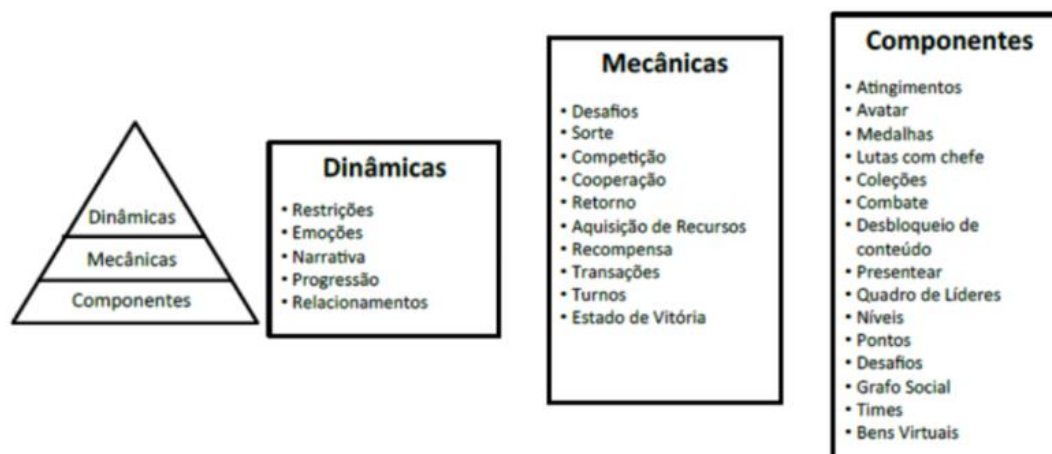 Dinâmicas
Mecânicas
Componentes
Dinâmicas
• Restrições
• Emoções
• Narrativa
• Progressão
• Relacionamentos
Mecânicas
• Desafios
• Sorte
• Competição
• Cooperação
• Retorno
• Aquisição de Recursos
• Recompensa
• Transações
• Turnos
• Estado de Vitória
Componentes
• Atingimentos
• Avatar
• Medalhas
• Lutas com chefe
• Coleções
• Combate
• Desbloqueio de
conteúdo
• Presentear
• Quadro de Líderes
• Níveis
• Pontos
• Desafios
• Grafo Social
• Times
• Bens Virtuais